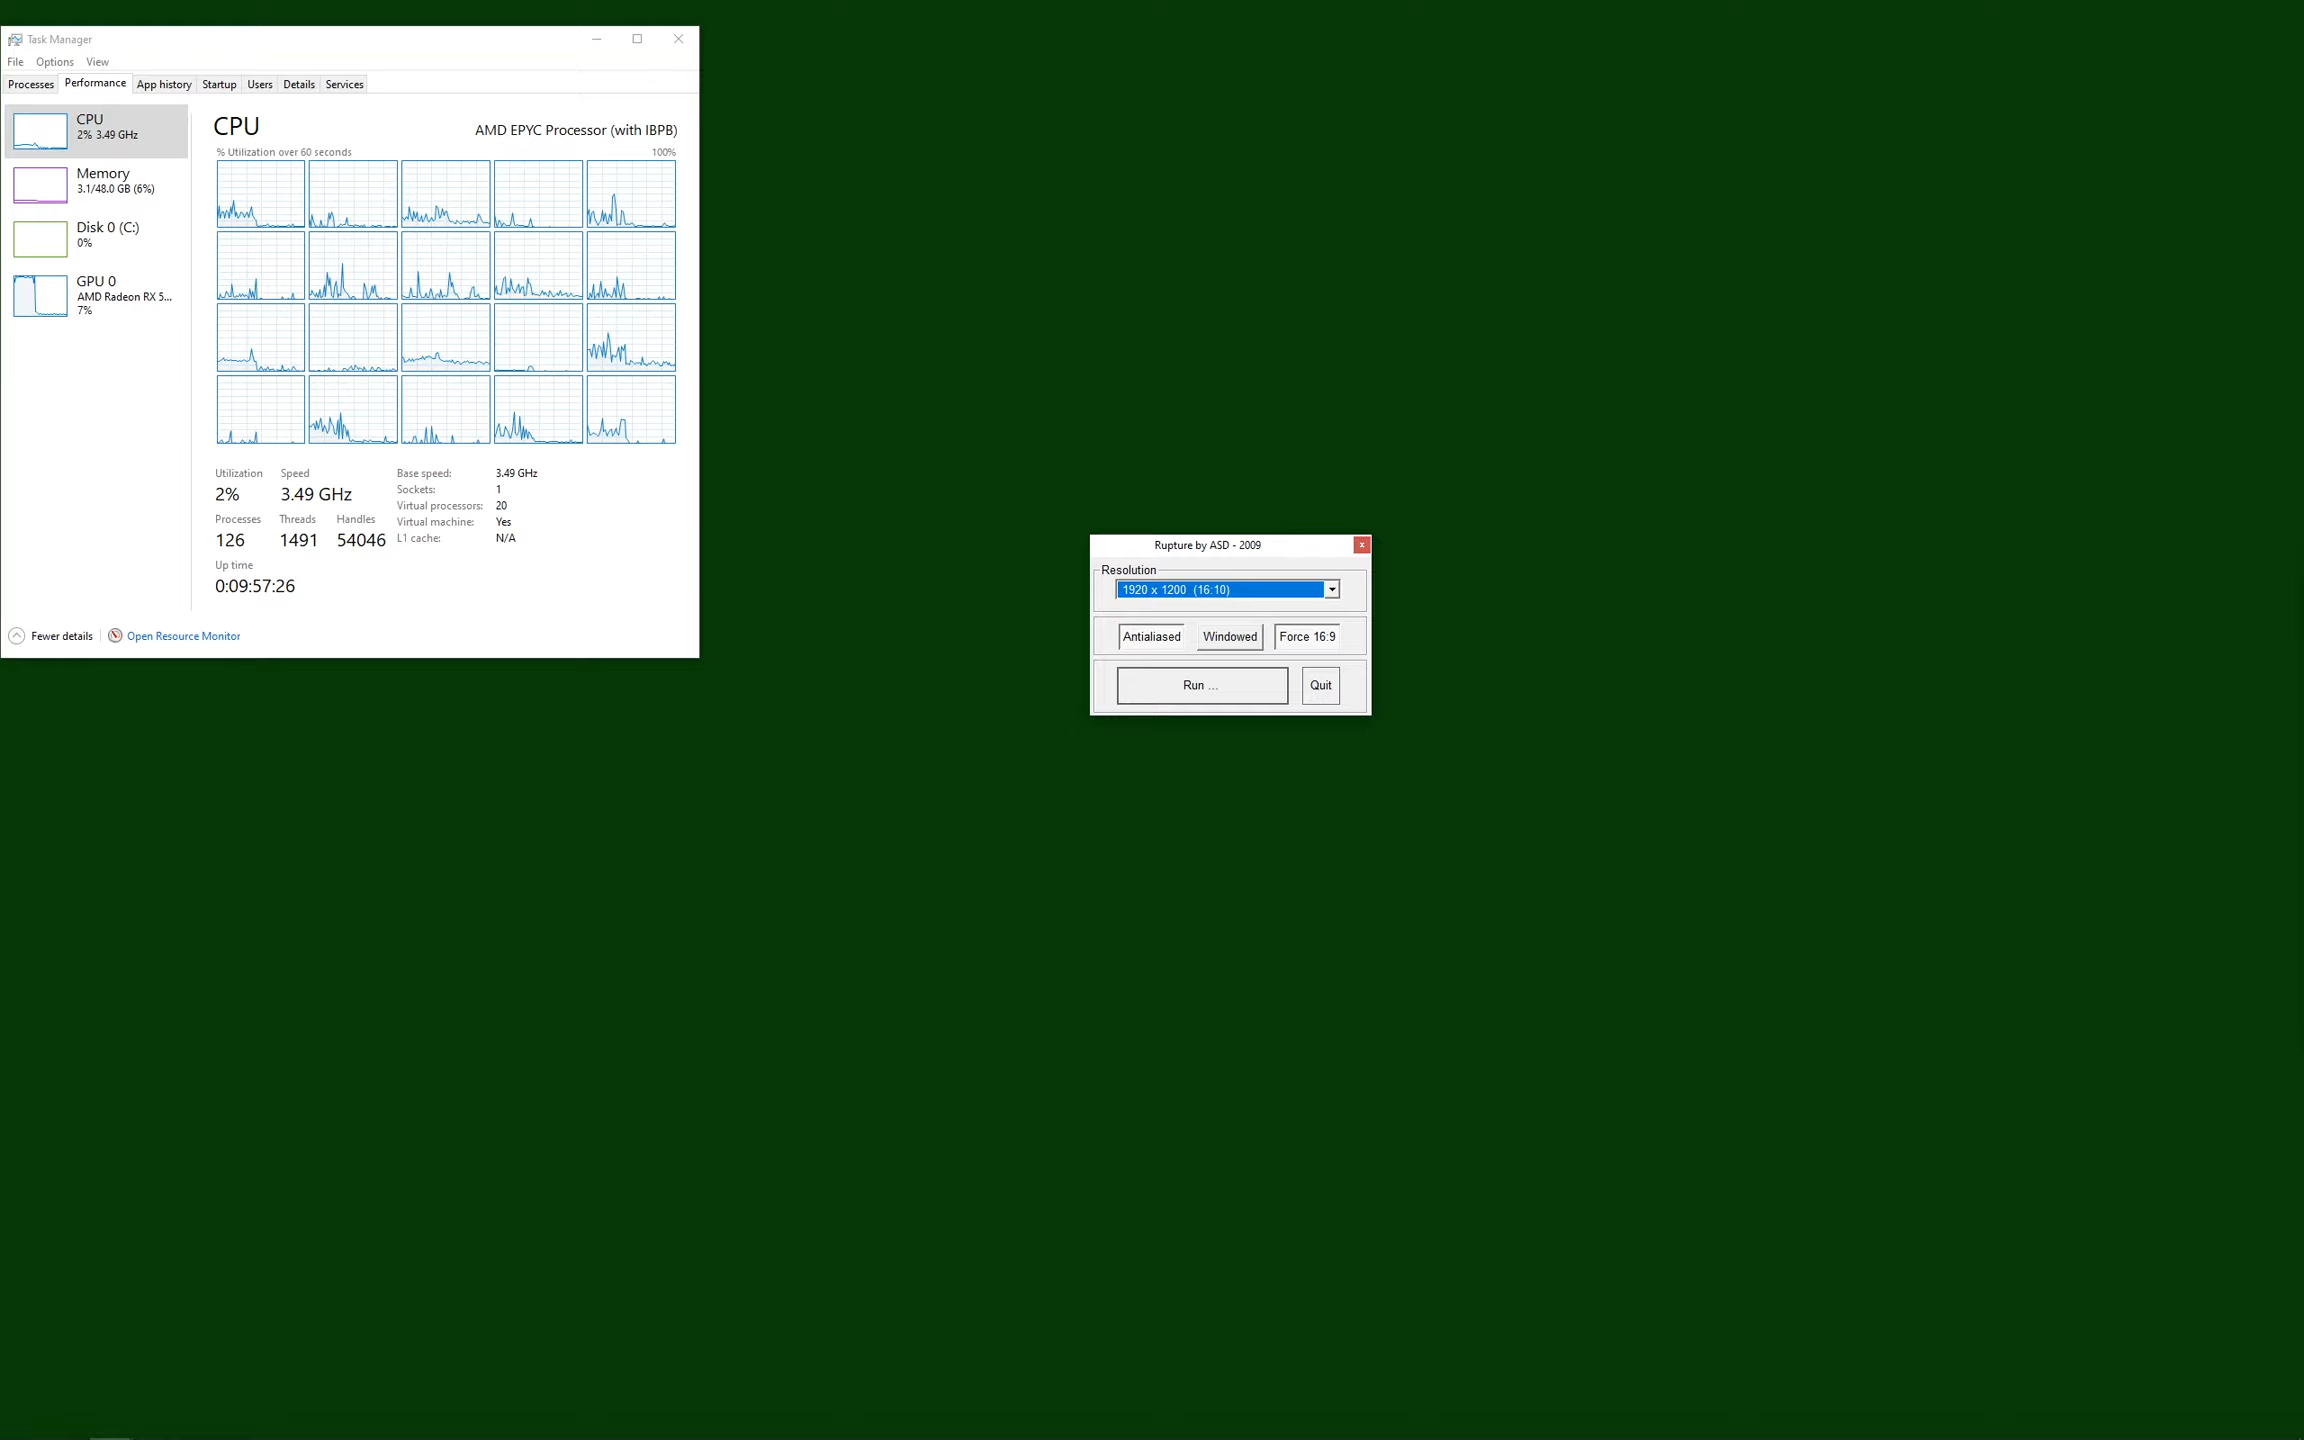 Task Manager
File Options View
Processes Performance App history Startup Users Details Services
CPU
2% 3.49 GHz
Memory
3.1/48.0 GB (6%)
Disk 0 (C:)
0%
GPU 0
AMD Radeon RX 5...
7%
CPU AMD EPYC Processor (with IBPB)
% Utilization over 60 seconds 100%
Utilization Speed
2% 3.49 GHz
Processes Threads Handles
126 1491 54046
Up time
0:09:57:26
Base speed: 3.49 GHz
Sockets: 1
Virtual processors: 20
Virtual machine: Yes
L1 cache: N/A
Fewer details Open Resource Monitor
Rupture by ASD - 2009 x
Resolution
1920 x 1200 (16:10)
Antialiased Windowed Force 16:9
Run ... Quit